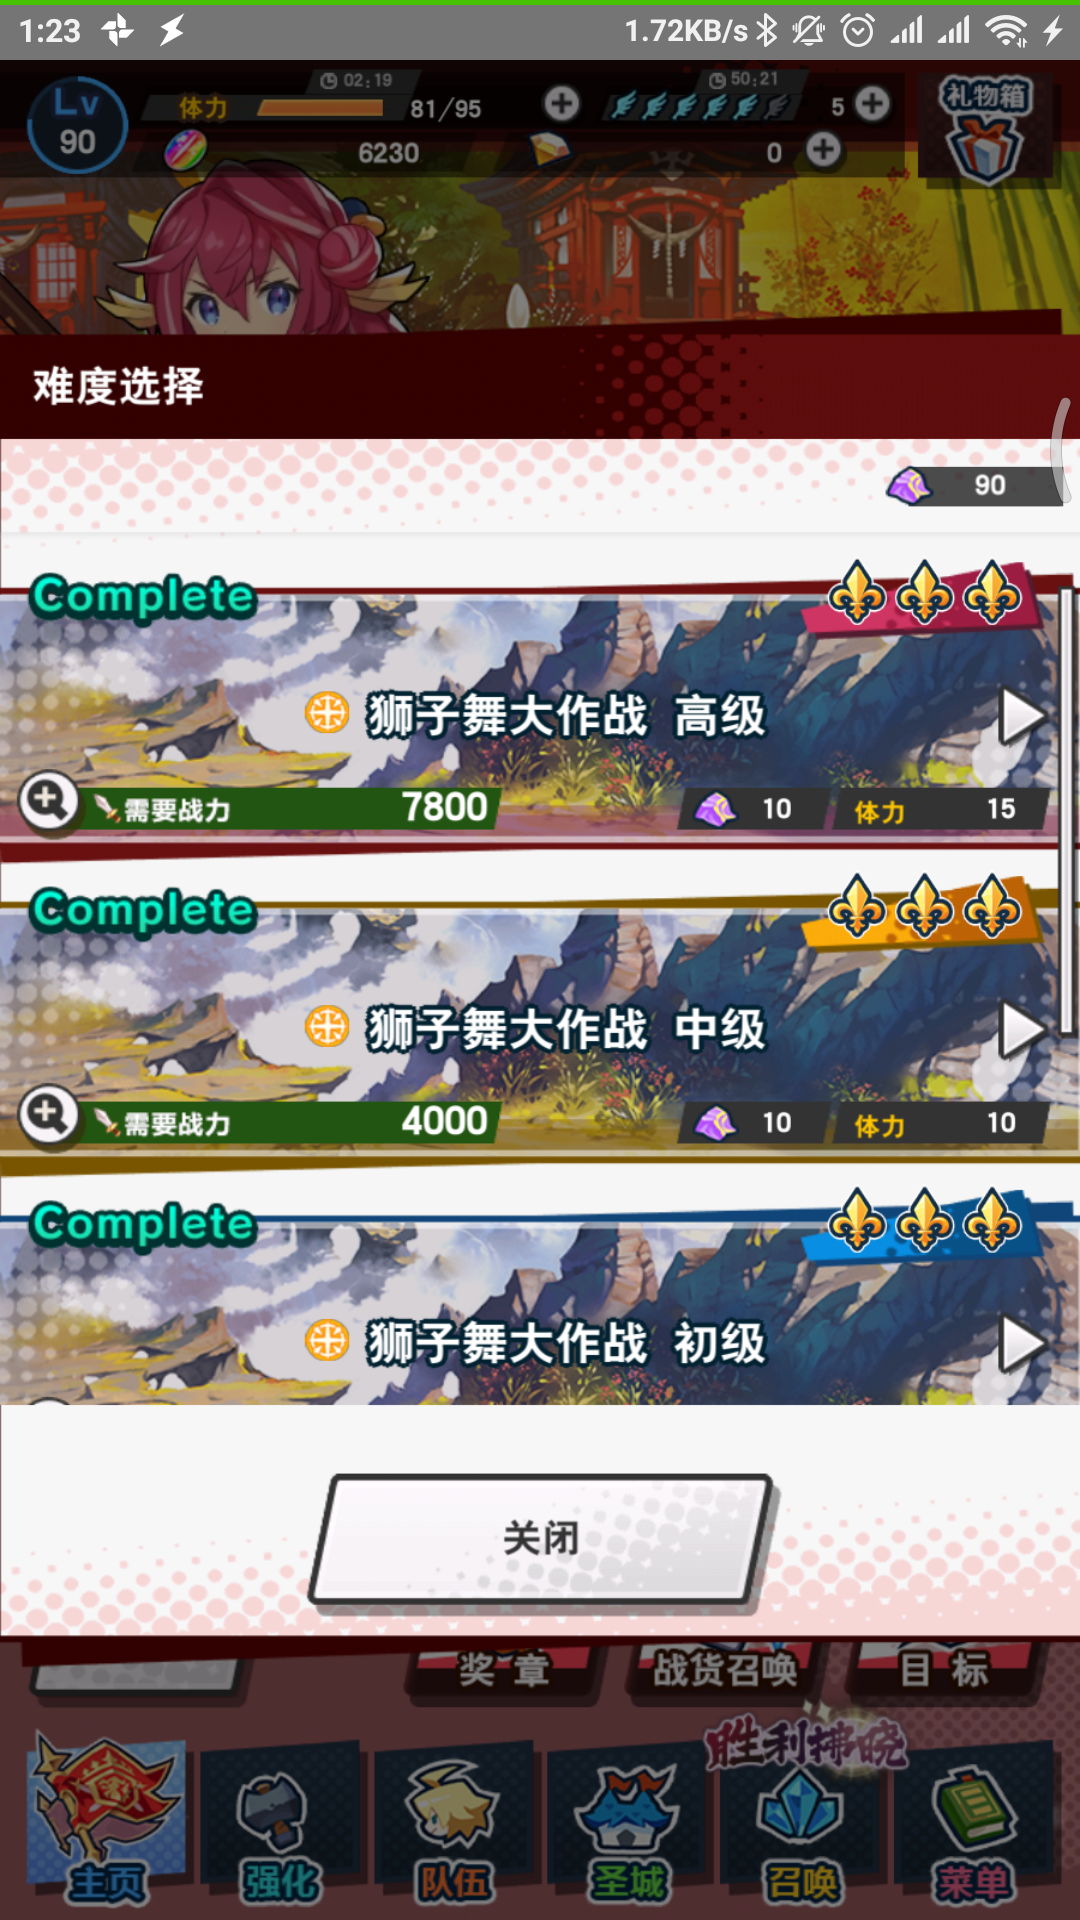 1:23 1.72KB/s
02:19 50:21
Lv 体力 81/95 5 礼物箱
90 6230 0
难度选择
90
Complete
狮子舞大作战 高级
需要战力 7800 10 体力 15
Complete
狮子舞大作战 中级
需要战力 4000 10 体力 10
Complete
狮子舞大作战 初级
关闭
奖章 战货召唤 目标
胜利拂晓
主页 强化 队伍 圣城 召唤 菜单